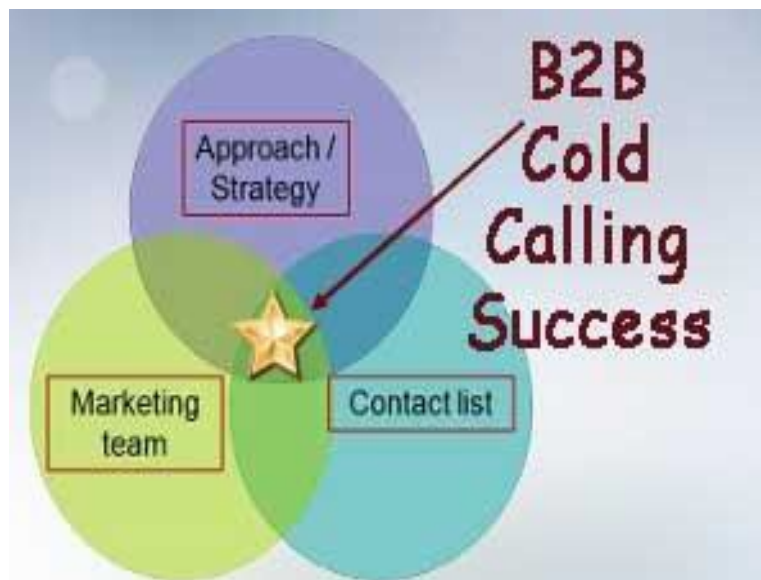 B2B
Cold
Calling
Success
Approach /
Strategy
Marketing
team
Contact list